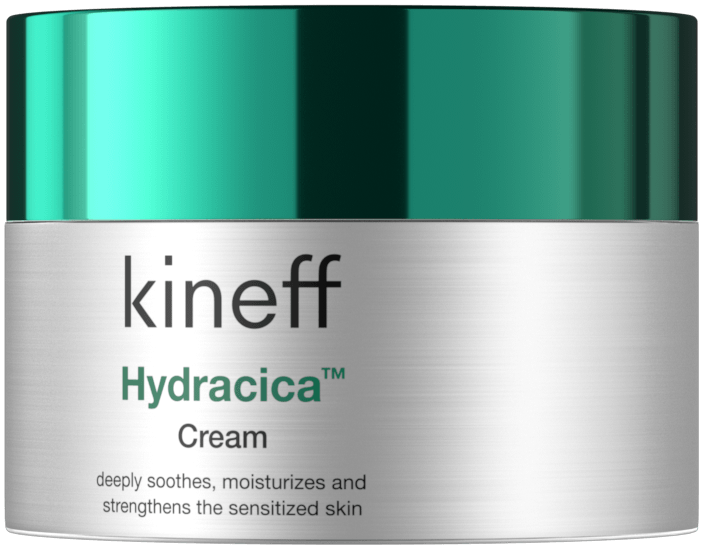 kineff
Hydracica™
Cream
deeply soothes, moisturizes and
strengthens the sensitized skin